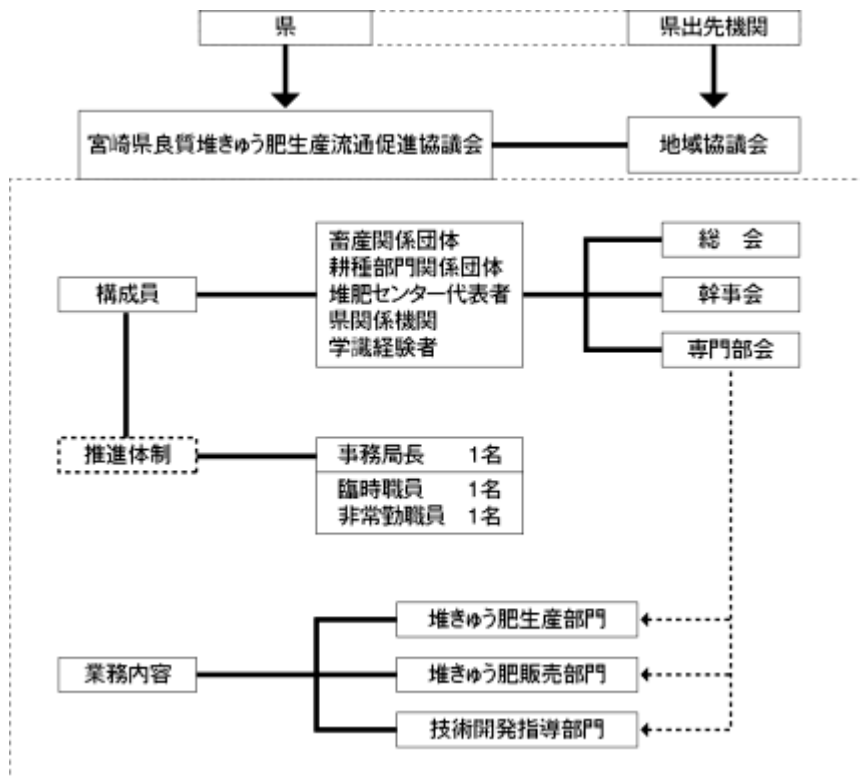 県
県出先機関
宮崎県良質堆きゅう肥生産流通促進協議会
地域協議会
畜産関係団体
耕種部門関係団体
堆肥センター代表者
県関係機関
学識経験者
総　会
構成員
幹事会
専門部会
推進体制
事務局長　1名
臨時職員　1名
非常勤職員　1名
堆きゅう肥生産部門
業務内容
堆きゅう肥販売部門
技術開発指導部門